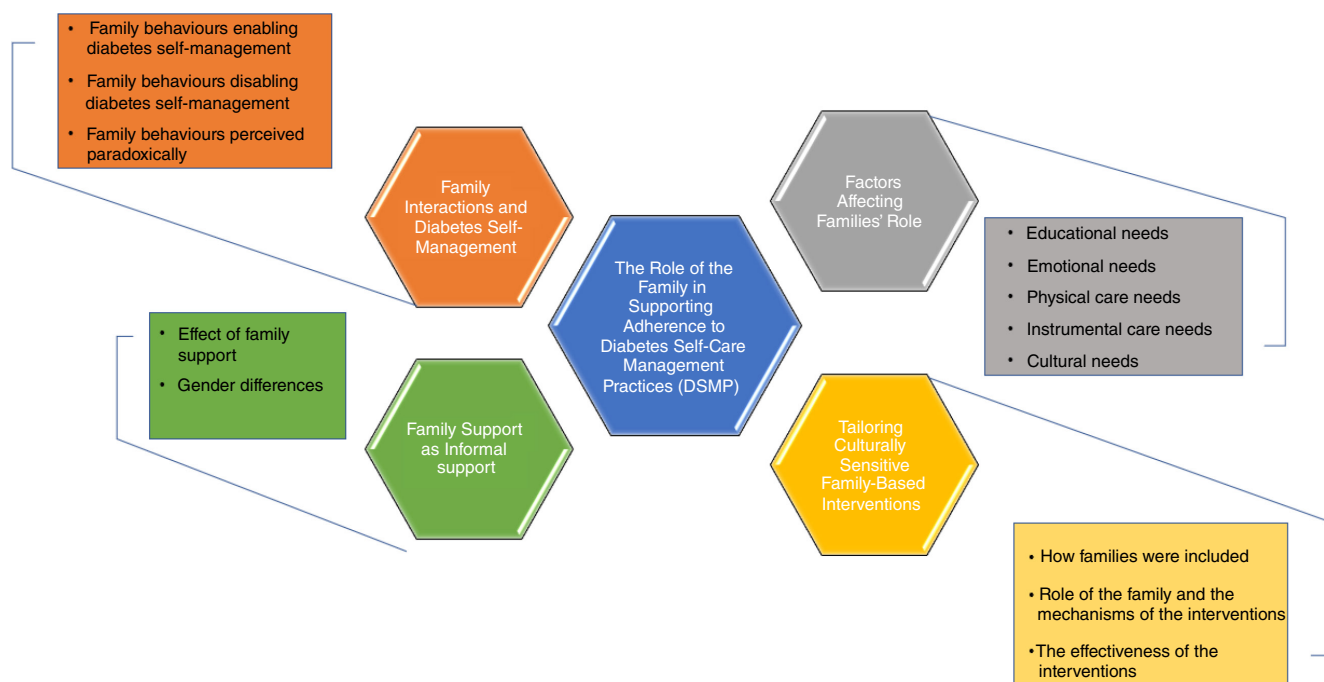 • Family behaviours enabling
diabetes self-management
• Family behaviours disabling
diabetes self-management
• Family behaviours perceived
paradoxically
Family
Interactions and
Diabetes Self-
Management
Factors
Affecting
Families' Role
• Educational needs
• Emotional needs
• Physical care needs
• Instrumental care needs
• Cultural needs
The Role of the
Family in
Supporting
Adherence to
Diabetes Self-Care
Management
Practices (DSMP)
• Effect of family
support
• Gender differences
Family Support
as Informal
support
Tailoring
Culturally
Sensitive
Family-Based
Interventions
• How families were included
• Role of the family and the
mechanisms of the interventions
•The effectiveness of the
interventions